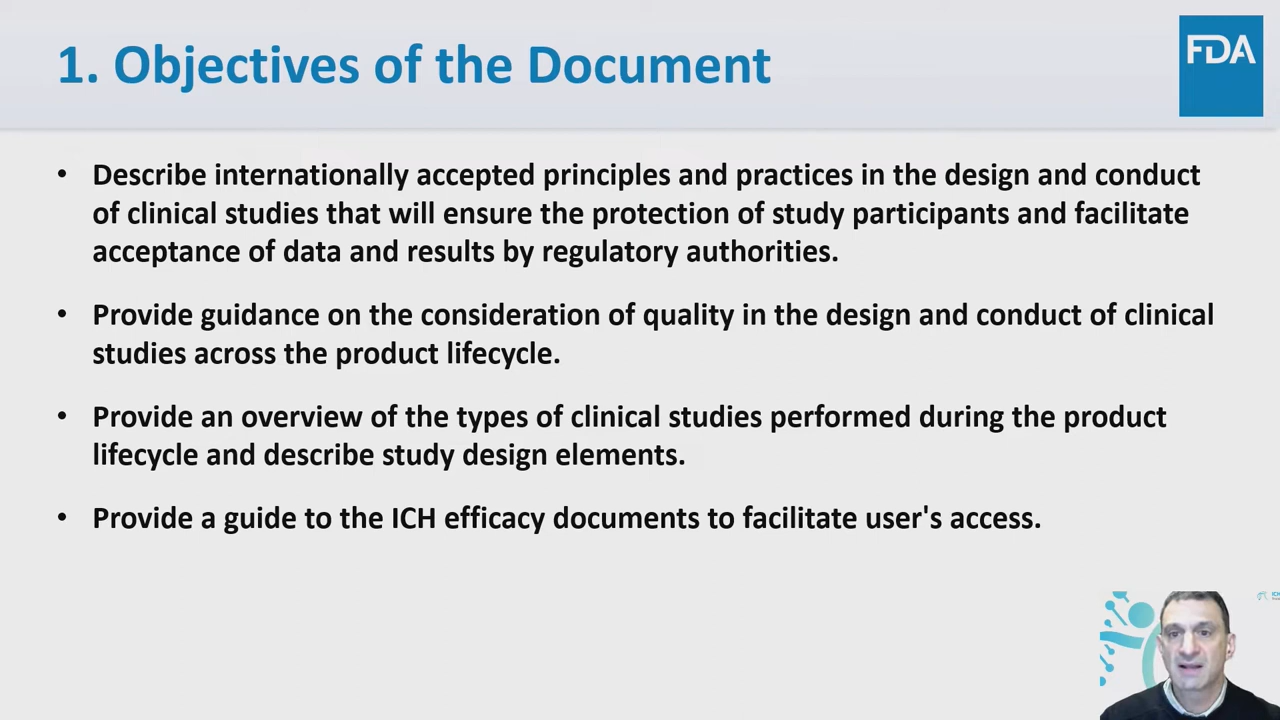 1. Objectives of the Document
FDA
• Describe internationally accepted principles and practices in the design and conduct
of clinical studies that will ensure the protection of study participants and facilitate
acceptance of data and results by regulatory authorities.
• Provide guidance on the consideration of quality in the design and conduct of clinical
studies across the product lifecycle.
• Provide an overview of the types of clinical studies performed during the product
lifecycle and describe study design elements.
• Provide a guide to the ICH efficacy documents to facilitate user's access.